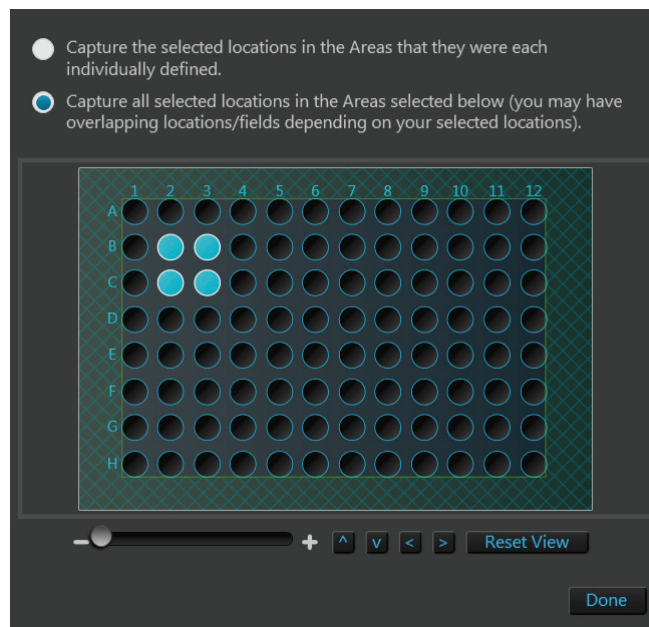 Capture the selected locations in the Areas that they were each
individually defined.
Capture all selected locations in the Areas selected below (you may have
overlapping locations/fields depending on your selected locations).
1 2 3 4 5 6 7 8 9 10 11 12
A
B
C
D
E
F
G
H
− + ^ v < > Reset View
Done